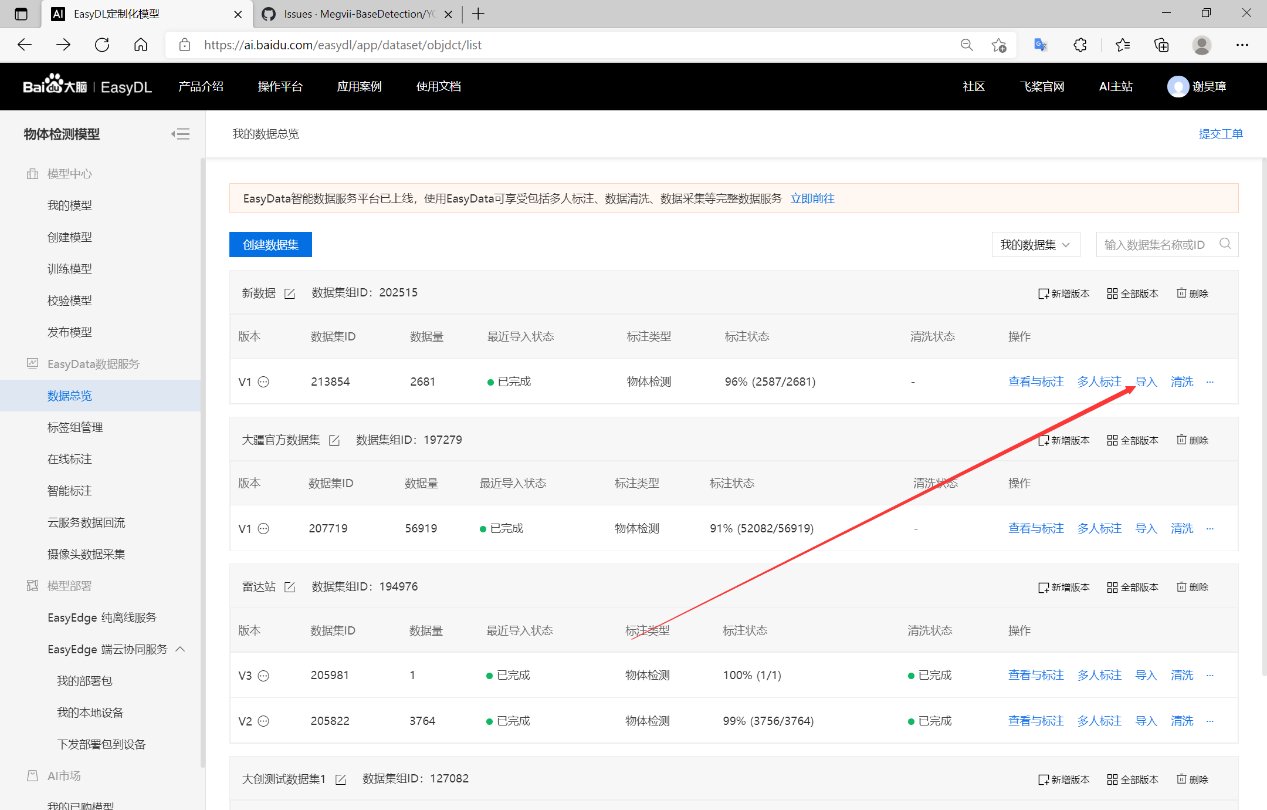 EasyDL定制化模型
Issues · Megvii-BaseDetection/YO
https://ai.baidu.com/easydl/app/dataset/objdct/list
Bai du 大脑 | EasyDL 产品介绍 操作平台 应用案例 使用文档 社区 飞桨官网 AI主站 谢昊璋
物体检测模型
模型中心
我的模型
创建模型
训练模型
校验模型
发布模型
EasyData数据服务
数据总览
标签组管理
在线标注
智能标注
云服务数据回流
摄像头数据采集
模型部署
EasyEdge 纯离线服务
EasyEdge 端云协同服务
我的部署包
我的本地设备
下发部署包到设备
AI市场
我的已购模型
我的数据总览 提交工单
EasyData智能数据服务平台已上线，使用EasyData可享受包括多人标注、数据清洗、数据采集等完整数据服务 立即前往
创建数据集 我的数据集 输入数据集名称或ID
新数据 数据集组ID：202515 新增版本 全部版本 删除
版本 数据集ID 数据量 最近导入状态 标注类型 标注状态 清洗状态 操作
V1 213854 2681 已完成 物体检测 96% (2587/2681) - 查看与标注 多人标注 导入 清洗 ...
大疆官方数据集 数据集组ID：197279 新增版本 全部版本 删除
版本 数据集ID 数据量 最近导入状态 标注类型 标注状态 清洗状态 操作
V1 207719 56919 已完成 物体检测 91% (52082/56919) - 查看与标注 多人标注 导入 清洗 ...
雷达站 数据集组ID：194976 新增版本 全部版本 删除
版本 数据集ID 数据量 最近导入状态 标注类型 标注状态 清洗状态 操作
V3 205981 1 已完成 物体检测 100% (1/1) 已完成 查看与标注 多人标注 导入 清洗 ...
V2 205822 3764 已完成 物体检测 99% (3756/3764) 已完成 查看与标注 多人标注 导入 清洗 ...
大创测试数据集1 数据集组ID：127082 新增版本 全部版本 删除